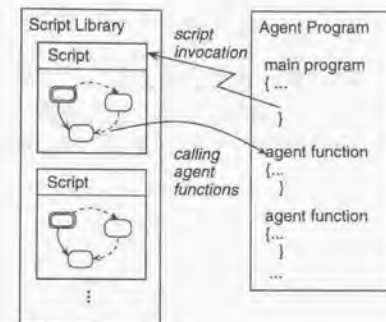 Script Library
Script
Script
⋮
script
invocation
calling
agent
functions
Agent Program
main program
{ ...
}
agent function
{...
}
agent function
{...
}
...